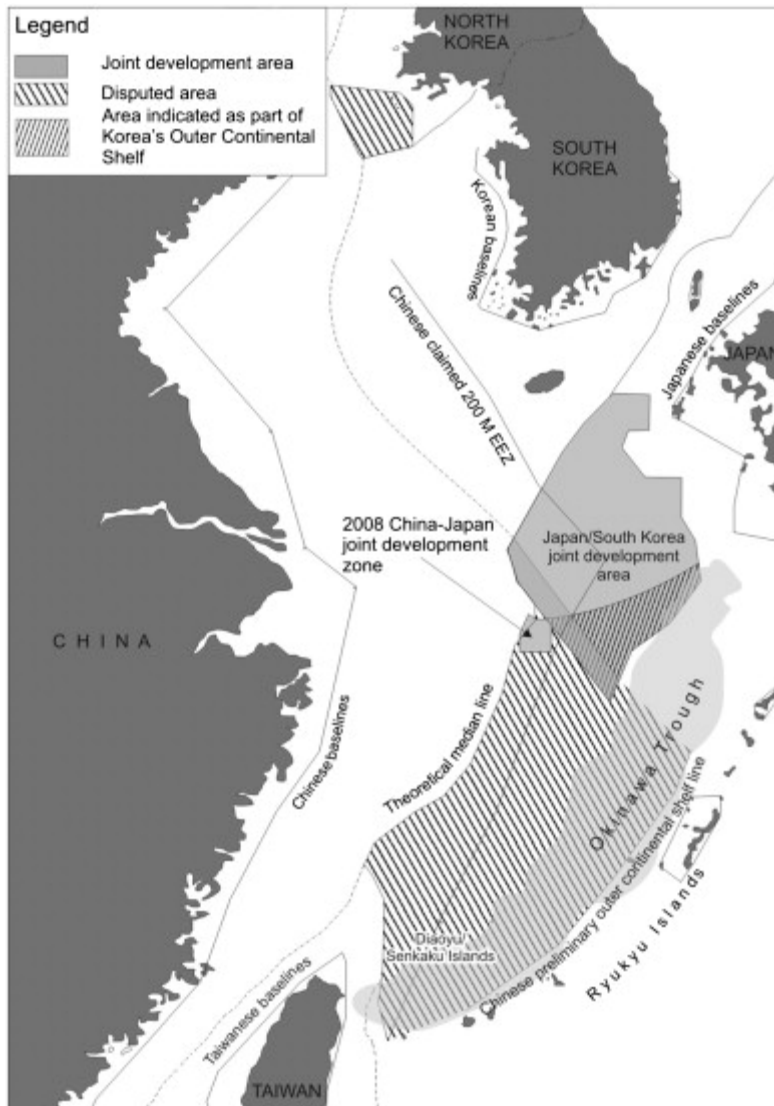 Legend
Joint development area
Disputed area
Area indicated as part of
Korea's Outer Continental
Shelf
NORTH
KOREA
SOUTH
KOREA
Korean baselines
Japanese baselines
JAPAN
Chinese claimed 200 M EEZ
2008 China-Japan
joint development
zone
Japan/South Korea
joint development
area
CHINA
Chinese baselines
Theoretical median line
Okinawa Trough
Chinese preliminary outer continental shelf line
Ryukyu Islands
Diaoyu/
Senkaku Islands
Taiwanese baselines
TAIWAN